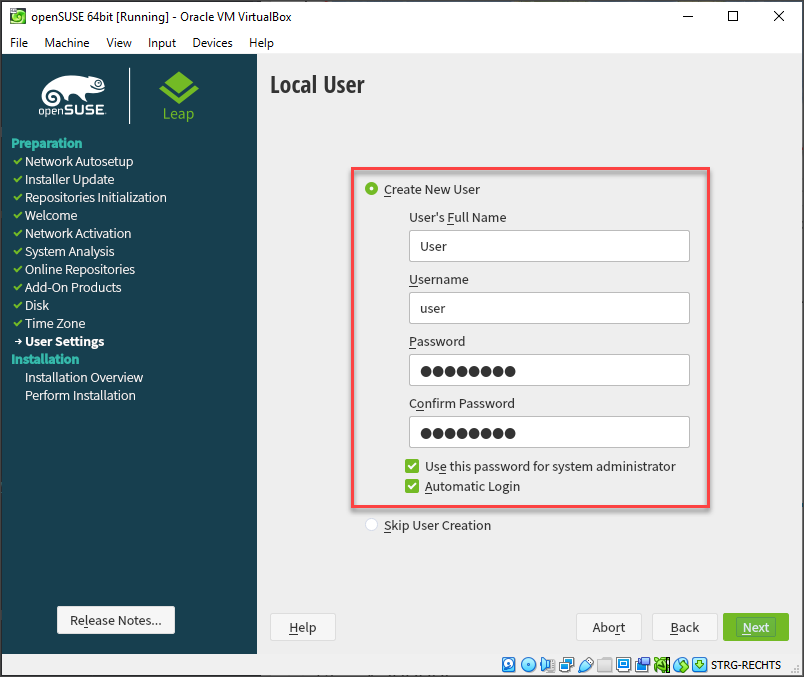 openSUSE 64bit [Running] - Oracle VM VirtualBox
File Machine View Input Devices Help
openSUSE
Leap
Preparation
Network Autosetup
Installer Update
Repositories Initialization
Welcome
Network Activation
System Analysis
Online Repositories
Add-On Products
Disk
Time Zone
User Settings
Installation
Installation Overview
Perform Installation
Release Notes...
Local User
Create New User
User's Full Name
User
Username
user
Password
Confirm Password
Use this password for system administrator
Automatic Login
Skip User Creation
Help Abort Back Next
STRG-RECHTS